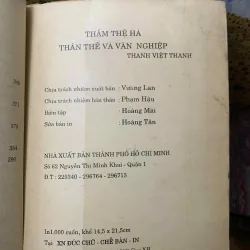 THẨM THỆ HÀ
THÂN THẾ VÀ VĂN NGHIỆP
THANH VIỆT THANH
Chịu trách nhiệm xuất bản : Vương Lan
Chịu trách nhiệm bản thảo : Phạm Hậu
Biên tập : Hoàng Mai
Sửa bản in : Hoàng Tân
NHÀ XUẤT BẢN THÀNH PHỐ HỒ CHÍ MINH
Số 62 Nguyễn Thị Minh Khai - Quận 1
ĐT : 225340 - 296764 - 296713
In 1.000 cuốn, khổ 14,5 x 21,5cm
Tại XN ĐÚC CHỮ - CHẾ BẢN - IN